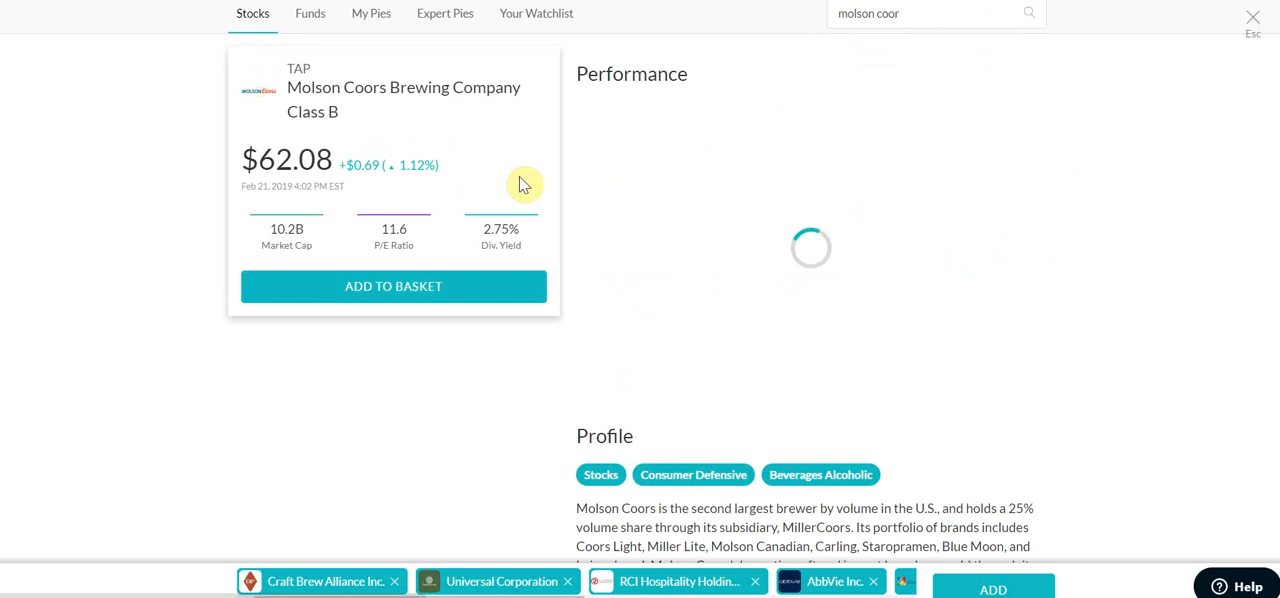 Stocks Funds My Pies Expert Pies Your Watchlist
molson coor
Esc
TAP
MOLSON Coors
Molson Coors Brewing Company
Class B
$62.08 +$0.69 ( ▲ 1.12%)
Feb 21, 2019 4:02 PM EST
10.2B 11.6 2.75%
Market Cap P/E Ratio Div. Yield
ADD TO BASKET
Performance
Profile
Stocks Consumer Defensive Beverages Alcoholic
Molson Coors is the second largest brewer by volume in the U.S., and holds a 25%
volume share through its subsidiary, MillerCoors. Its portfolio of brands includes
Coors Light, Miller Lite, Molson Canadian, Carling, Staropramen, Blue Moon, and
Craft Brew Alliance Inc. Universal Corporation RCI Hospitality Holdin... abbvie AbbVie Inc. ADD
Help